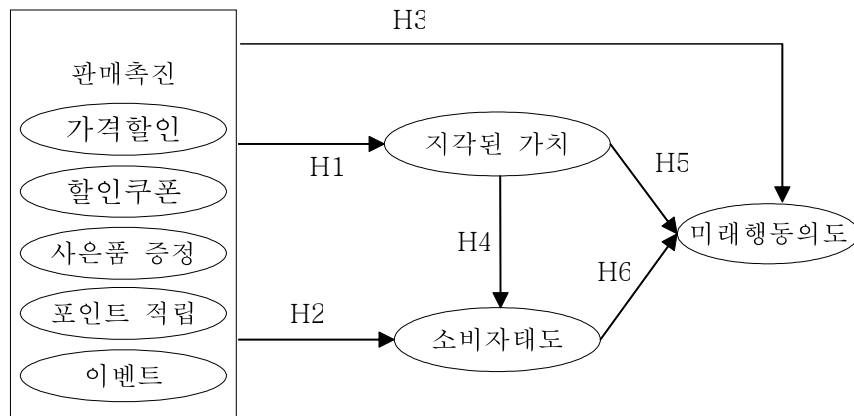 H3
판매촉진
가격할인
할인쿠폰
사은품 증정
포인트 적립
이벤트
H1
H2
지각된 가치
H4
소비자태도
H5
H6
미래행동의도